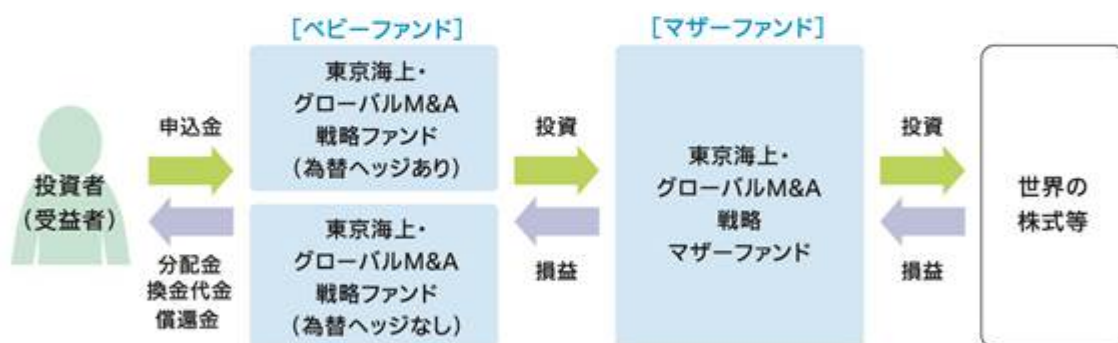 [ベビーファンド]
[マザーファンド]
投資者
(受益者)
申込金
分配金
換金代金
償還金
東京海上・
グローバルM&A
戦略ファンド
(為替ヘッジあり)
東京海上・
グローバルM&A
戦略ファンド
(為替ヘッジなし)
投資
損益
東京海上・
グローバルM&A
戦略
マザーファンド
投資
損益
世界の
株式等